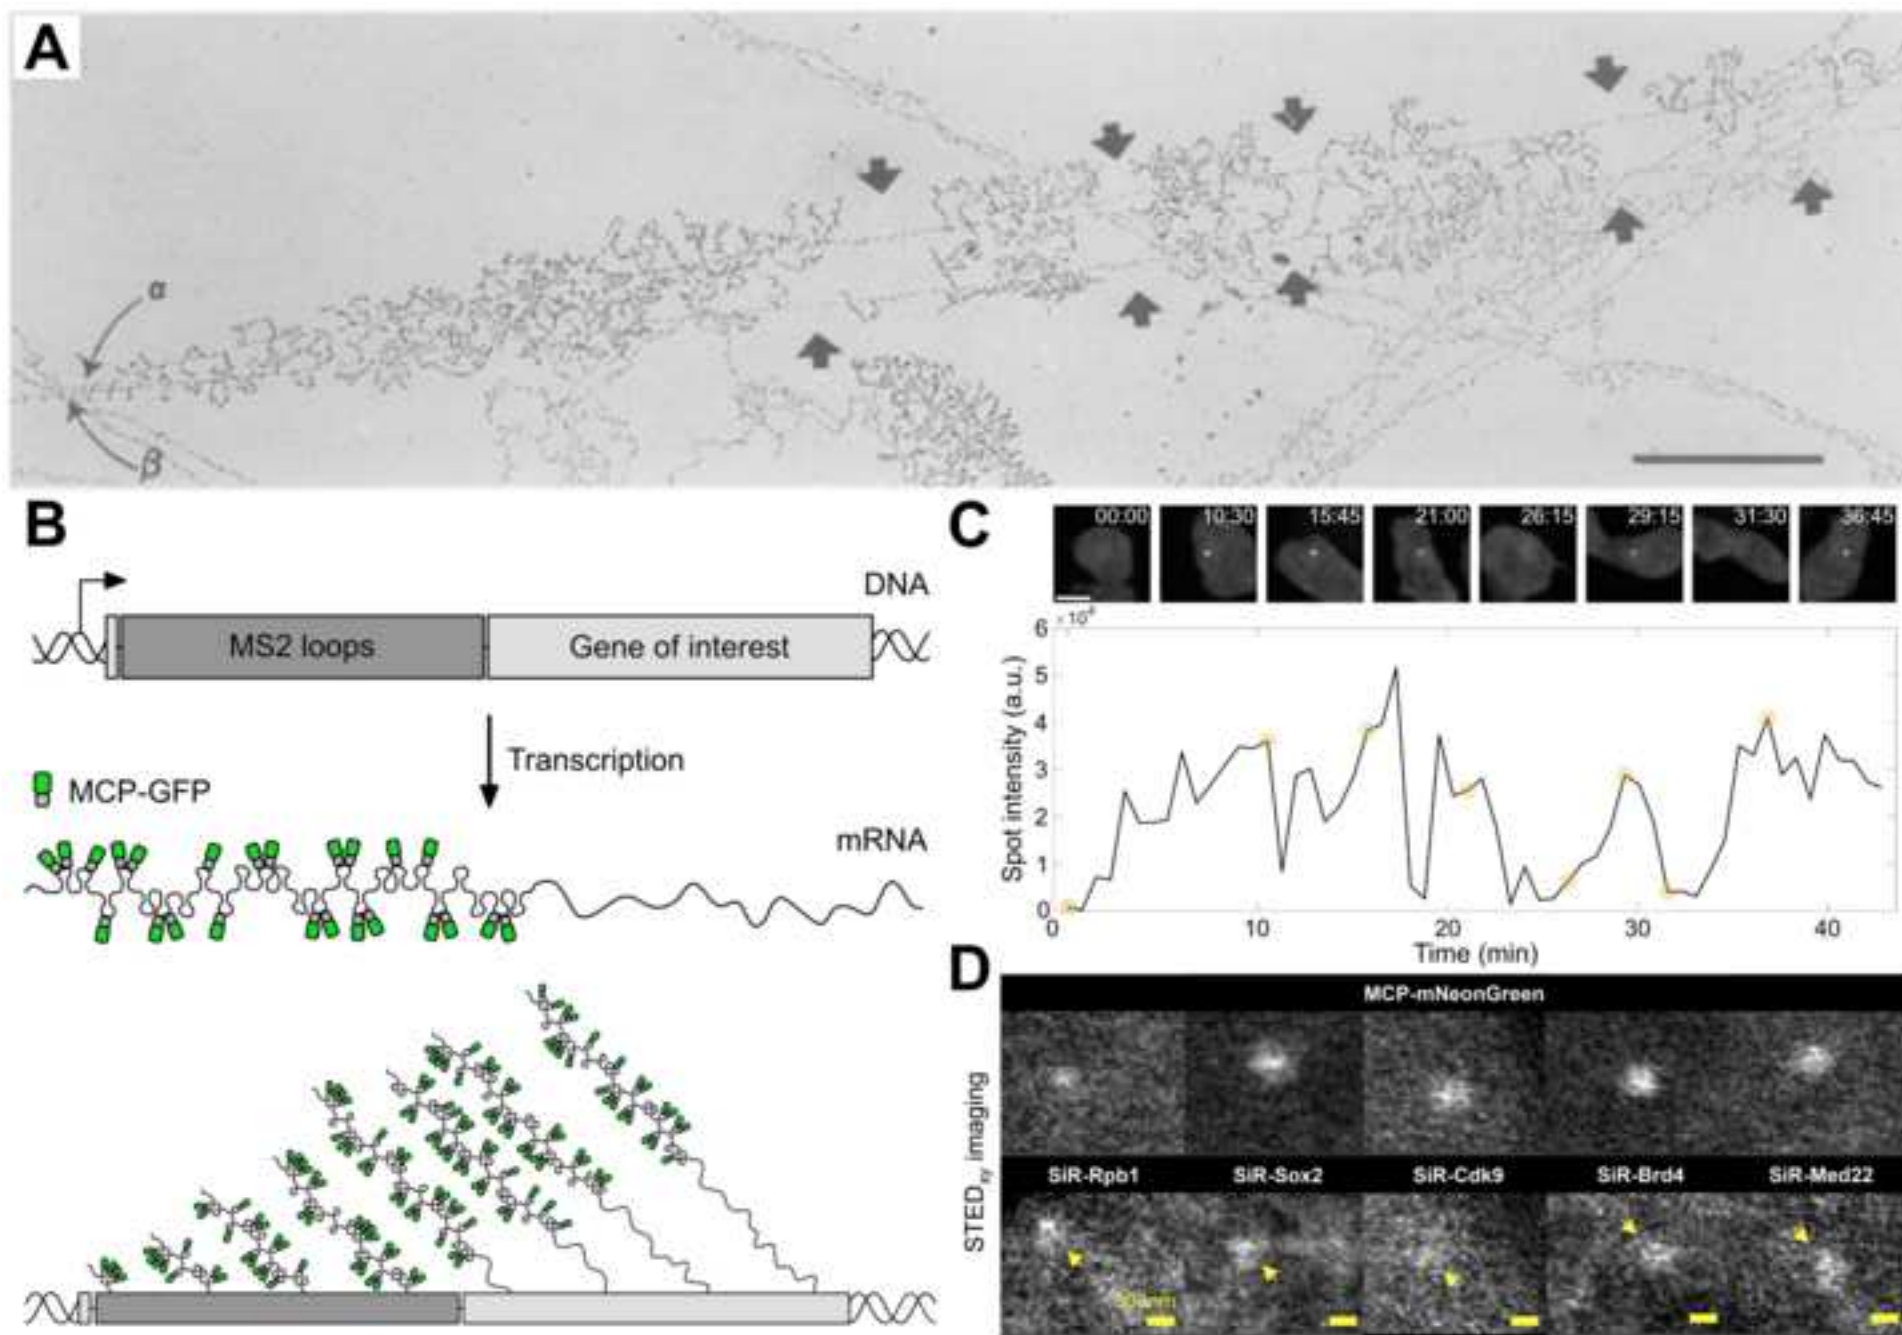 A
α
β
B
DNA
MS2 loops
Gene of interest
Transcription
MCP-GFP
mRNA
C
00:00
10:30
15:45
21:00
26:15
29:15
31:30
36:45
6
5
4
3
2
1
0
Spot intensity (a.u.)
0
10
20
30
40
Time (min)
D
MCP-mNeonGreen
STEDxy imaging
SiR-Rpb1
SiR-Sox2
SiR-Cdk9
SiR-Brd4
SiR-Med22